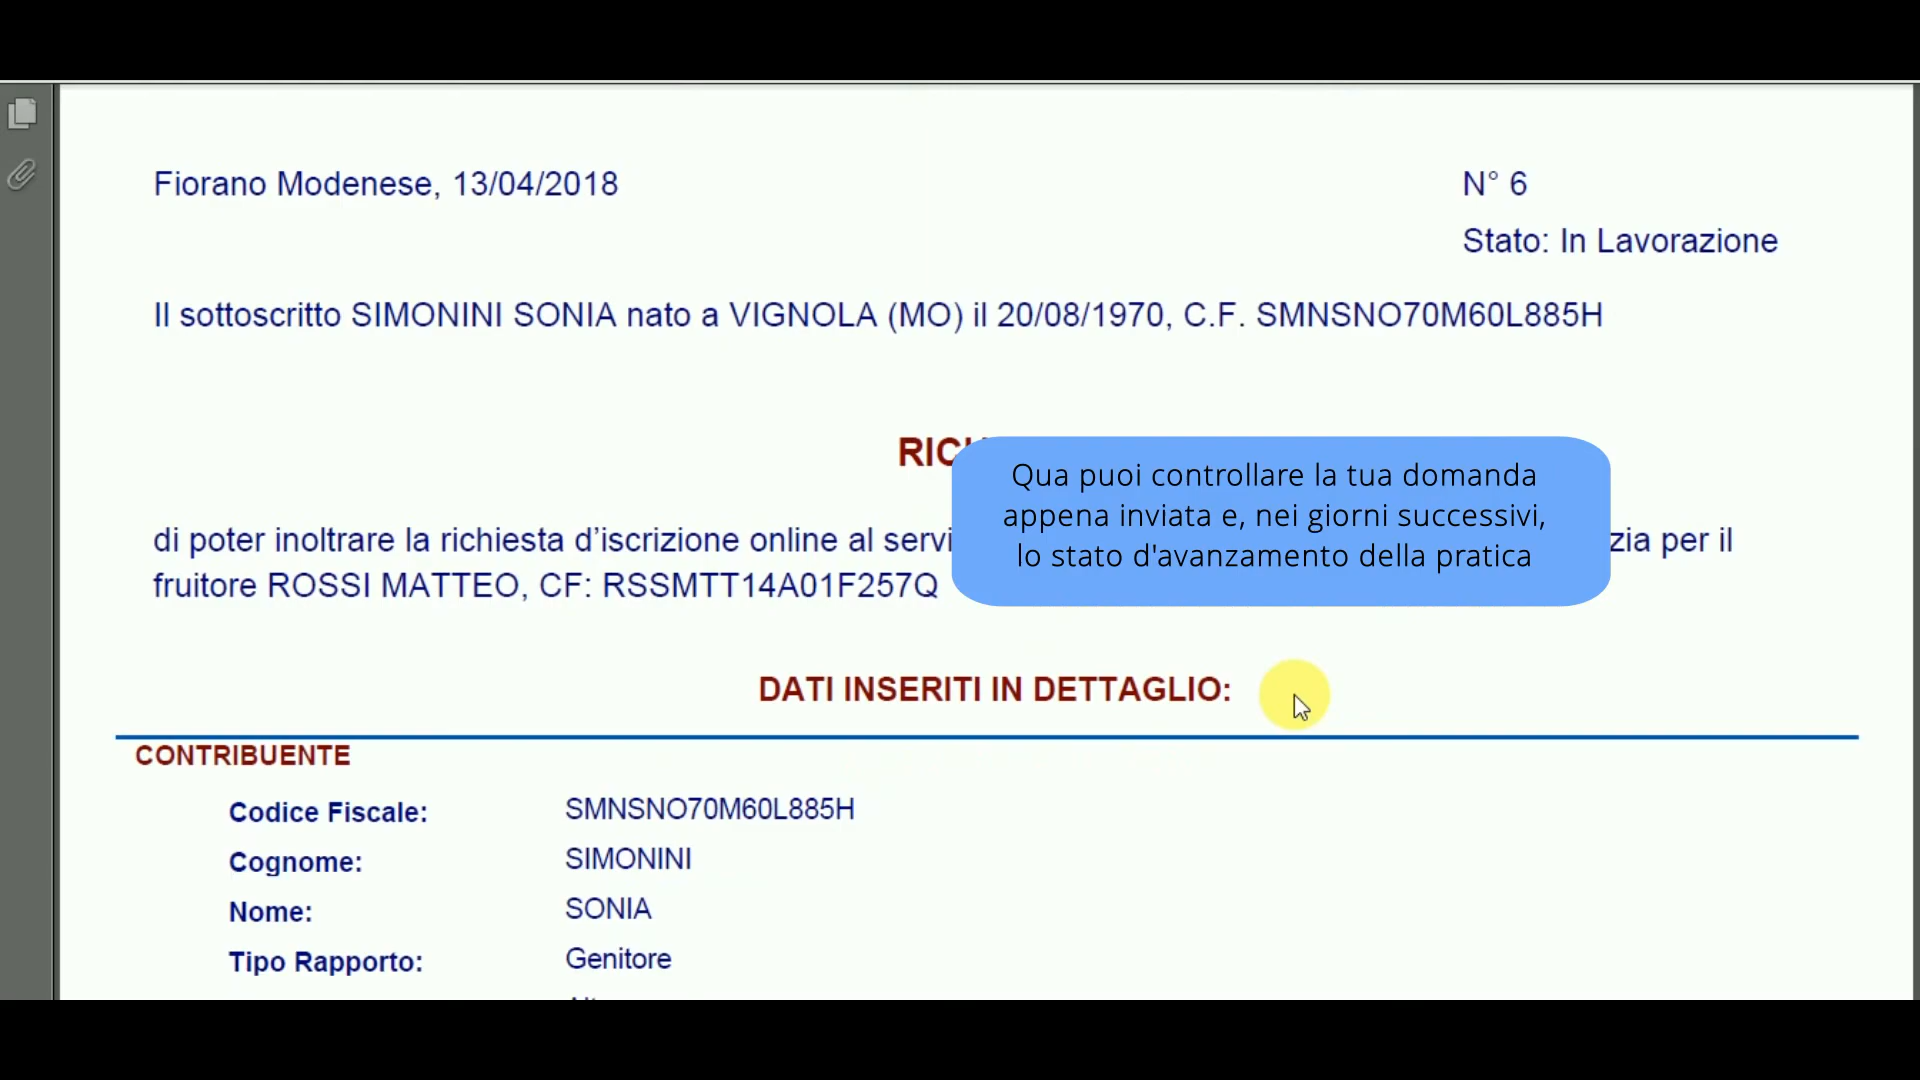 Fiorano Modenese, 13/04/2018
N° 6
Stato: In Lavorazione
Il sottoscritto SIMONINI SONIA nato a VIGNOLA (MO) il 20/08/1970, C.F. SMNSNO70M60L885H
Qua puoi controllare la tua domanda
appena inviata e, nei giorni successivi,
lo stato d'avanzamento della pratica
di poter inoltrare la richiesta d’iscrizione online al per il
fruitore ROSSI MATTEO, CF: RSSMTT14A01F257Q
DATI INSERITI IN DETTAGLIO:
CONTRIBUENTE
Codice Fiscale: SMNSNO70M60L885H
Cognome: SIMONINI
Nome: SONIA
Tipo Rapporto: Genitore